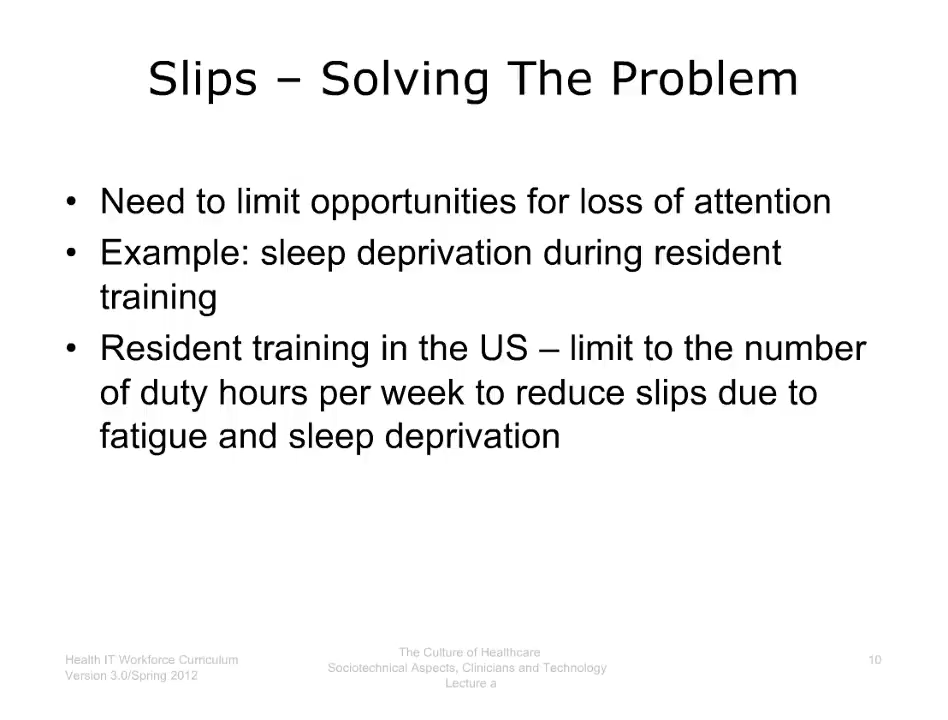 Slips – Solving The Problem
• Need to limit opportunities for loss of attention
• Example: sleep deprivation during resident
training
• Resident training in the US – limit to the number
of duty hours per week to reduce slips due to
fatigue and sleep deprivation
Health IT Workforce Curriculum
Version 3.0/Spring 2012
The Culture of Healthcare
Sociotechnical Aspects, Clinicians and Technology
Lecture a
10